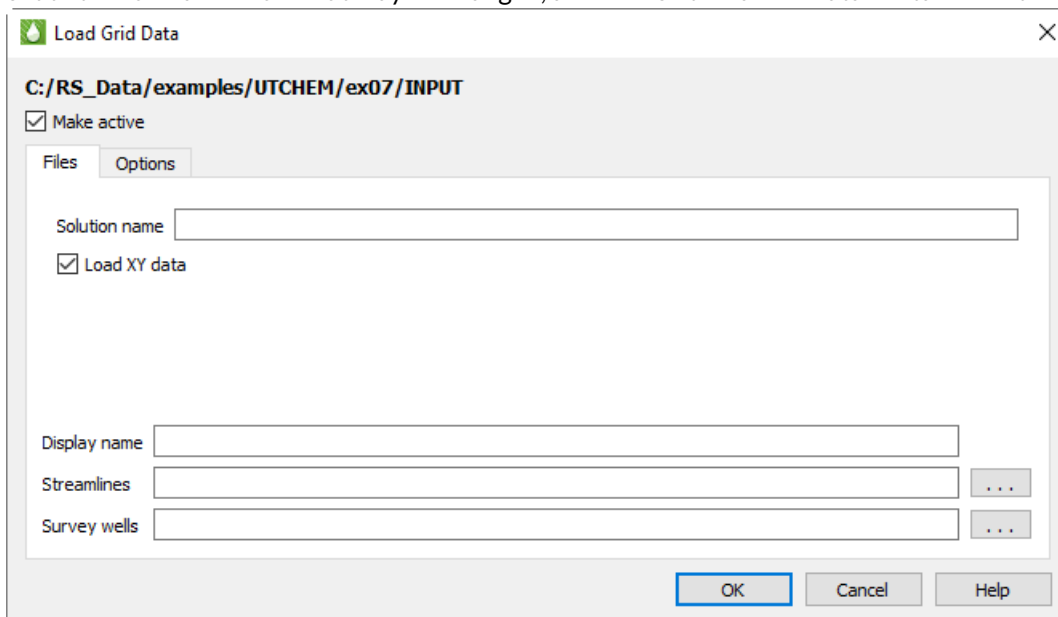 Load Grid Data
C:/RS_Data/examples/UTCHEM/ex07/INPUT
Make active
Files Options
Solution name
Load XY data
Display name
Streamlines ...
Survey wells ...
OK Cancel Help